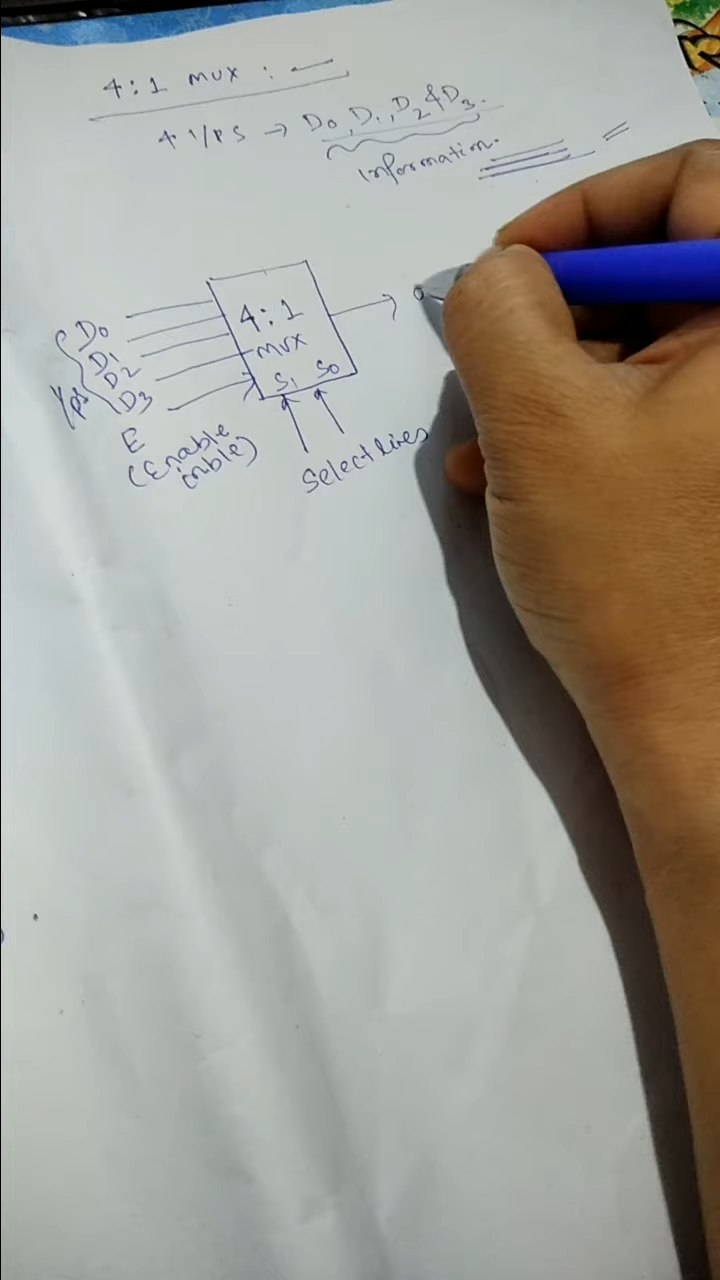 4:1 mux :
4 I/PS → D0, D1, D2 & D3.
Information.
D0
D1
D2
D3
I/PS
4:1
mux
S1 S0
E
(Enable
Select lines